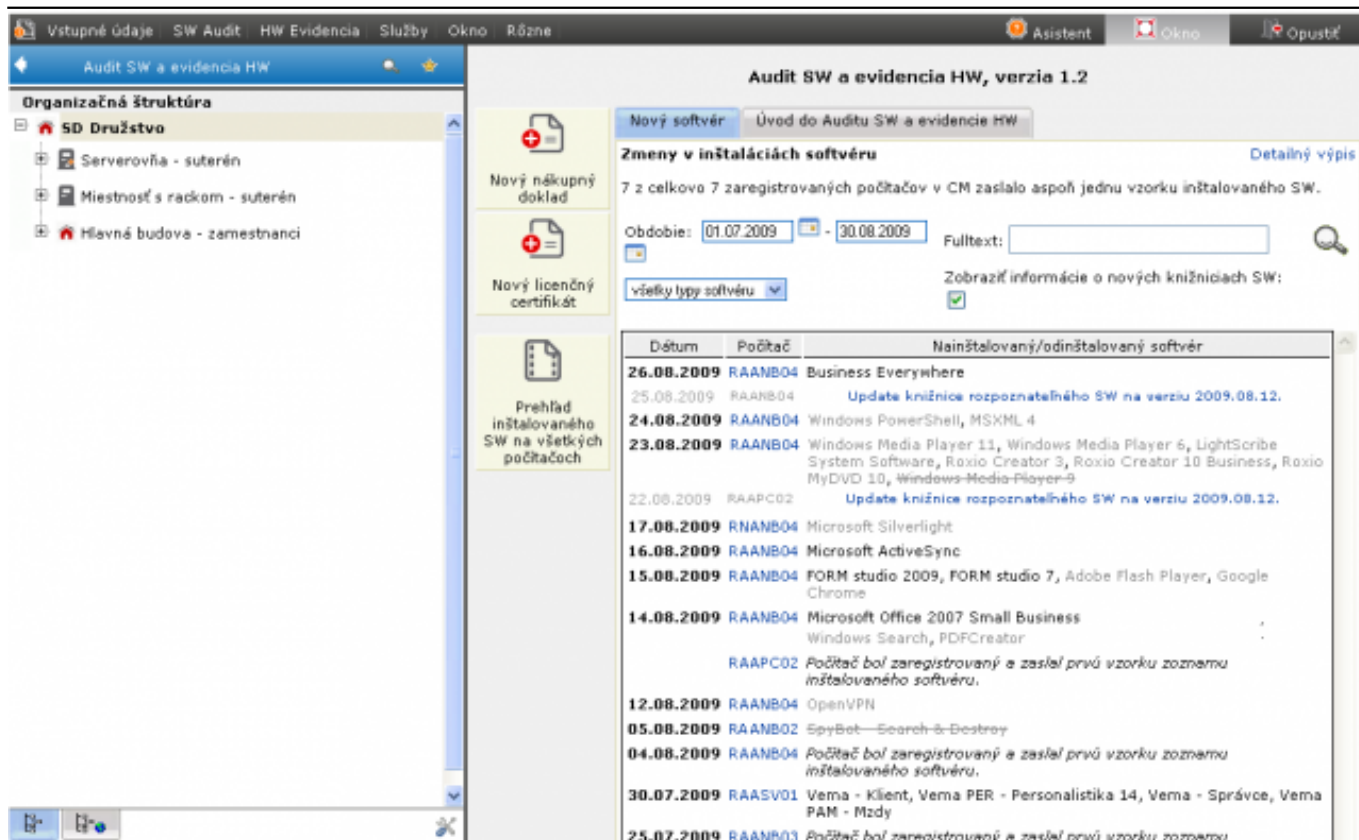 Vstupné údaje SW Audit HW Evidencia Služby Okno Rôzne Asistent Okno Opustiť
Audit SW a evidencia HW
Organizačná štruktúra
SD Družstvo
Serverovňa - suterén
Miestnosť s rackom - suterén
Hlavná budova - zamestnanci
Audit SW a evidencia HW, verzia 1.2
Nový nákupný
doklad
Nový licenčný
certifikát
Prehľad
inštalovaného
SW na všetkých
počítačoch
Nový softvér Úvod do Auditu SW a evidencie HW
Zmeny v inštaláciách softvéru Detailný výpis
7 z celkovo 7 zaregistrovaných počítačov v CM zaslalo aspoň jednu vzorku inštalovaného SW.
Obdobie: 01.07.2009 - 30.08.2009 Fulltext:
všetky typy softvéru Zobraziť informácie o nových knižniciach SW:
Dátum Počítač Nainštalovaný/odinštalovaný softvér
26.08.2009 RAANB04 Business Everywhere
25.08.2009 RAANB04 Update knižnice rozpoznateľného SW na verziu 2009.08.12.
24.08.2009 RAANB04 Windows PowerShell, MSXML 4
23.08.2009 RAANB04 Windows Media Player 11, Windows Media Player 6, LightScribe
System Software, Roxio Creator 3, Roxio Creator 10 Business, Roxio
MyDVD 10, Windows Media Player 9
22.08.2009 RAAPC02 Update knižnice rozpoznateľného SW na verziu 2009.08.12.
17.08.2009 RNANB04 Microsoft Silverlight
16.08.2009 RAANB04 Microsoft ActiveSync
15.08.2009 RAANB04 FORM studio 2009, FORM studio 7, Adobe Flash Player, Google
Chrome
14.08.2009 RAANB04 Microsoft Office 2007 Small Business
Windows Search, PDFCreator
RAAPC02 Počítač bol zaregistrovaný a zaslal prvú vzorku zoznamu
inštalovaného softvéru.
12.08.2009 RAANB04 OpenVPN
05.08.2009 RAANB02 SpyBot - Search & Destroy
04.08.2009 RAANB04 Počítač bol zaregistrovaný a zaslal prvú vzorku zoznamu
inštalovaného softvéru.
30.07.2009 RAASV01 Vema - Klient, Vema PER - Personalistika 14, Vema - Správce, Vema
PAM - Mzdy
25.07.2009 RAANB03 Počítač bol zaregistrovaný a zaslal prvú vzorku zoznamu